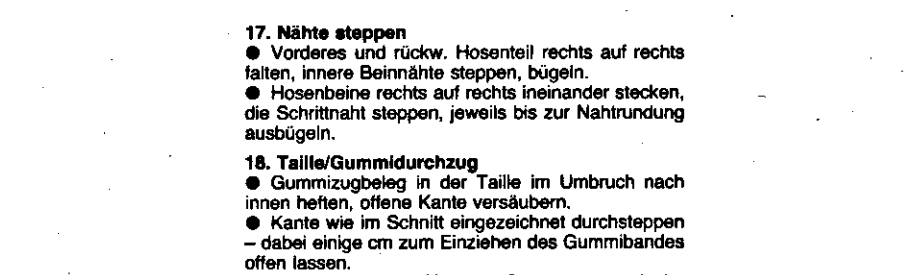 17. Nähte steppen
● Vorderes und rückw. Hosenteil rechts auf rechts
falten, innere Beinnähte steppen, bügeln.
● Hosenbeine rechts auf rechts ineinander stecken,
die Schrittnaht steppen, jeweils bis zur Nahtrundung
ausbügeln.
18. Taille/Gummidurchzug
● Gummizugbeleg in der Taille im Umbruch nach
innen heften, offene Kante versäubern.
● Kante wie im Schnitt eingezeichnet durchsteppen
– dabei einige cm zum Einziehen des Gummibandes
offen lassen.